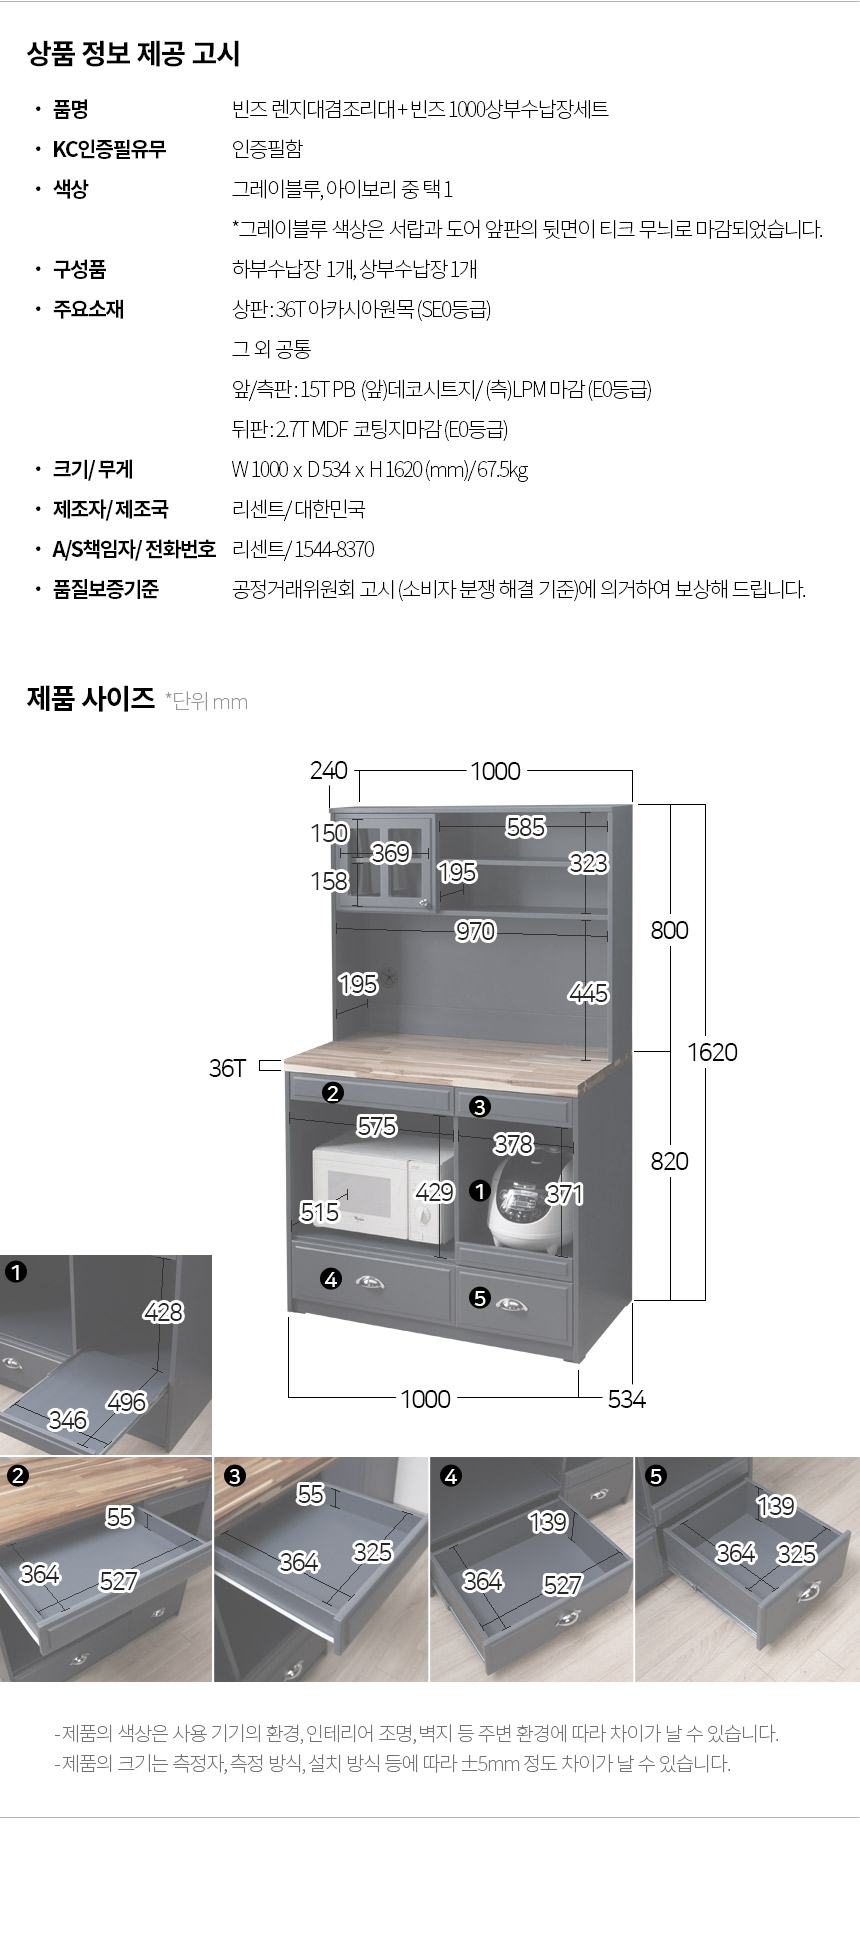 상품 정보 제공 고시
• 품명 빈즈 렌지대겸조리대 + 빈즈 1000상부수납장세트
• KC인증필유무 인증필함
• 색상 그레이블루, 아이보리 중 택 1
*그레이블루 색상은 서랍과 도어 앞판의 뒷면이 티크 무늬로 마감되었습니다.
• 구성품 하부수납장 1개, 상부수납장 1개
• 주요소재 상판 : 36T 아카시아원목 (SE0등급)
그 외 공통
앞/측판 : 15T PB (앞)데코시트지/ (측)LPM 마감 (E0등급)
뒤판 : 2.7T MDF 코팅지마감 (E0등급)
• 크기/ 무게 W 1000 x D 534 x H 1620 (mm)/ 67.5kg
• 제조자/ 제조국 리센트/ 대한민국
• A/S책임자/ 전화번호 리센트/ 1544-8370
• 품질보증기준 공정거래위원회 고시 (소비자 분쟁 해결 기준)에 의거하여 보상해 드립니다.
제품 사이즈 *단위 mm
240 1000
150 585
369
323
158 195
970 800
195 445
36T 1620
2
3
575
378 820
1
429 371
515
4
5
1
428
496
346
1000 534
2
55
364
527
3
55
364
325
4
139
364
527
5
139
364 325
- 제품의 색상은 사용 기기의 환경, 인테리어 조명, 벽지 등 주변 환경에 따라 차이가 날 수 있습니다.
- 제품의 크기는 측정자, 측정 방식, 설치 방식 등에 따라 ±5mm 정도 차이가 날 수 있습니다.